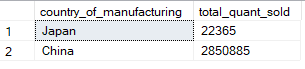 country_of_manufacturing total_quant_sold
1 Japan 22365
2 China 2850885